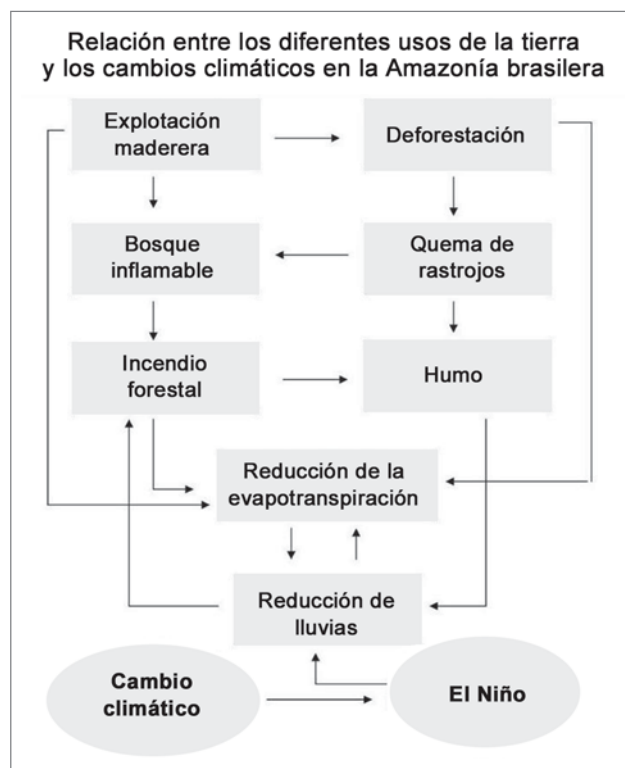 Relación entre los diferentes usos de la tierra
y los cambios climáticos en la Amazonía brasilera
Explotación
maderera
Deforestación
Bosque
inflamable
Quema de
rastrojos
Incendio
forestal
Humo
Reducción de la
evapotranspiración
Reducción de
lluvias
Cambio
climático
El Niño